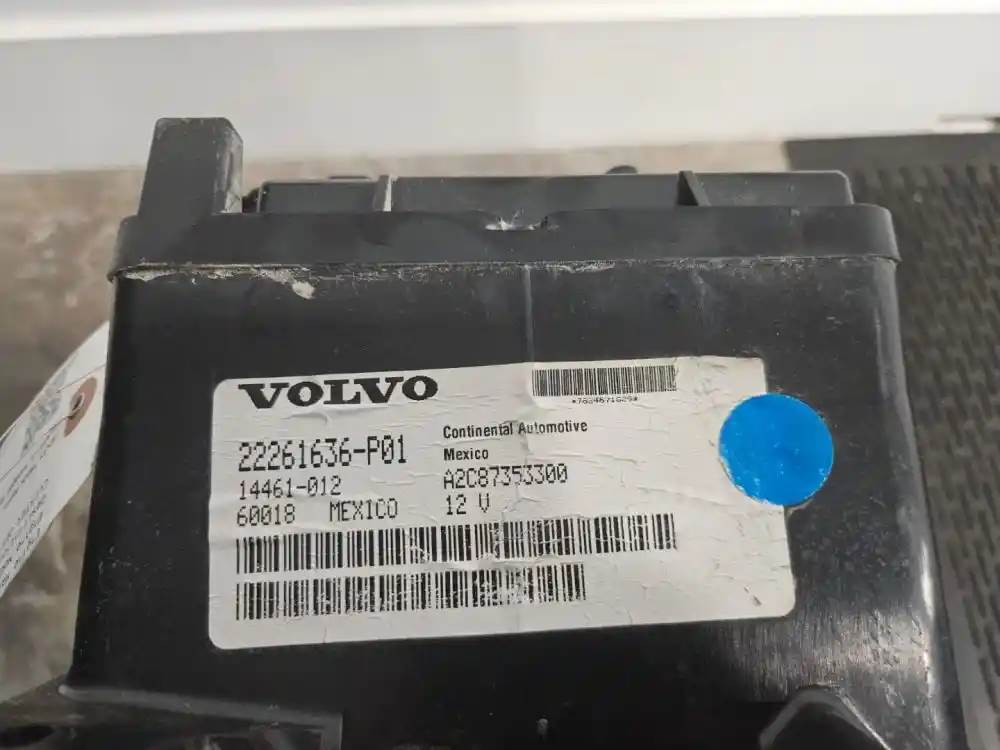 VOLVO
22261636-P01
14461-012
60018 MEXICO
Continental Automotive
Mexico
A2C87353300
12 V